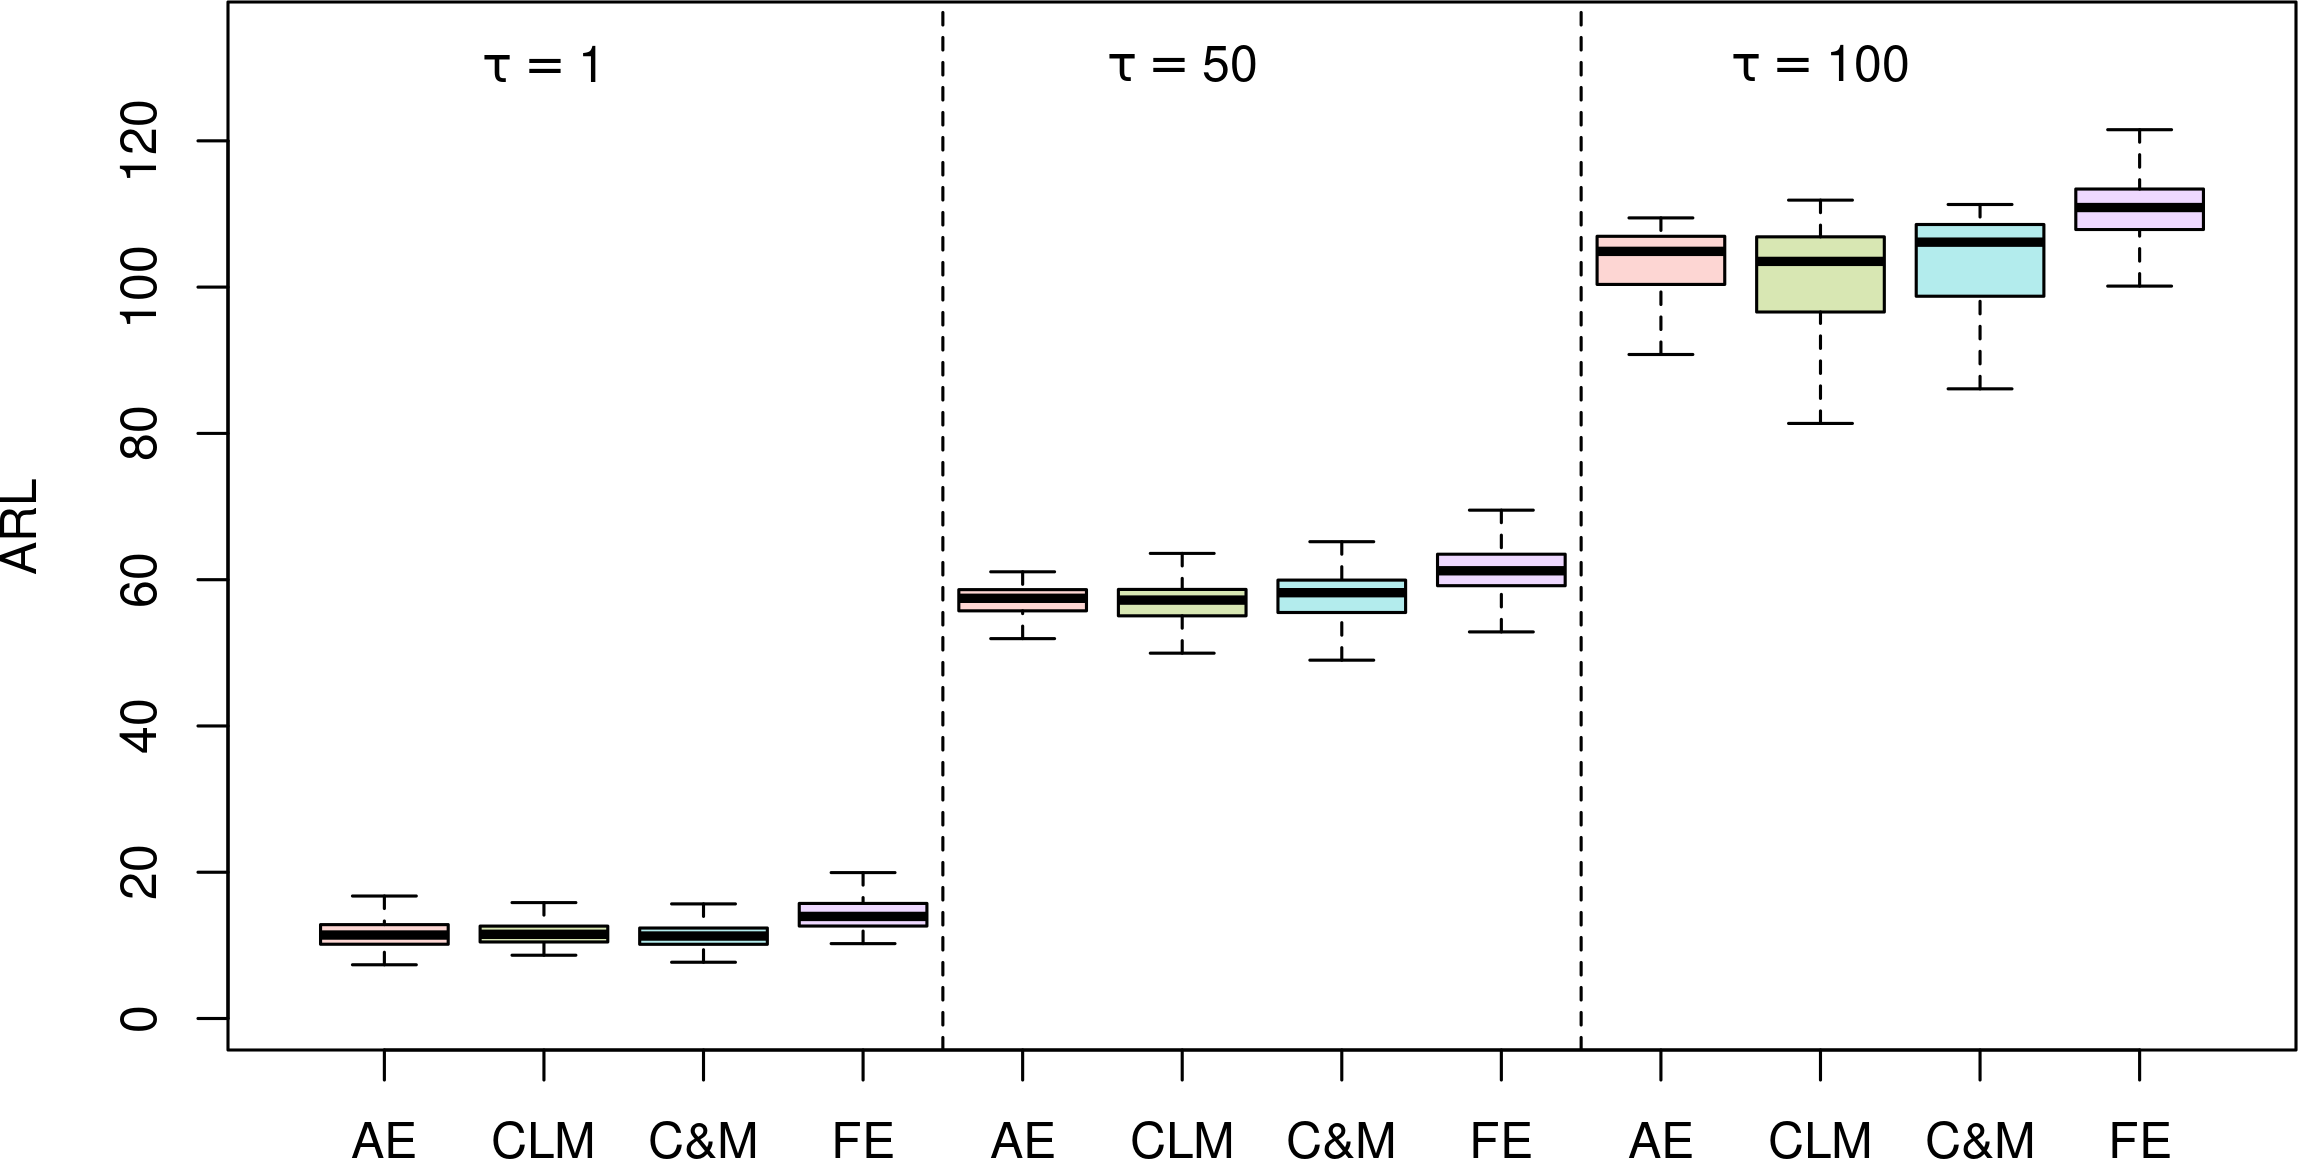 τ = 1
τ = 50
τ = 100
120
100
80
60
40
20
0
ARL
AE CLM C&M FE AE CLM C&M FE AE CLM C&M FE